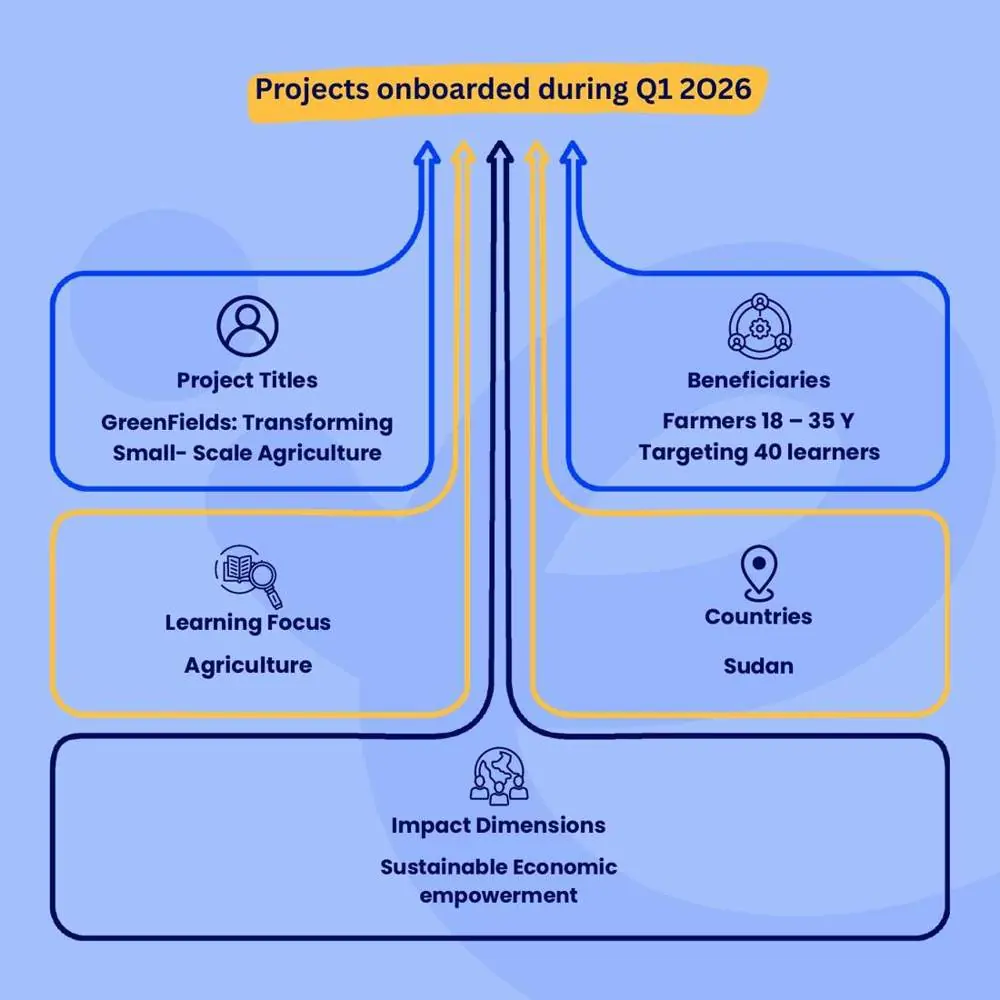 Projects onboarded during Q1 2026
Project Titles
GreenFields: Transforming
Small- Scale Agriculture
Beneficiaries
Farmers 18 – 35 Y
Targeting 40 learners
Learning Focus
Agriculture
Countries
Sudan
Impact Dimensions
Sustainable Economic
empowerment